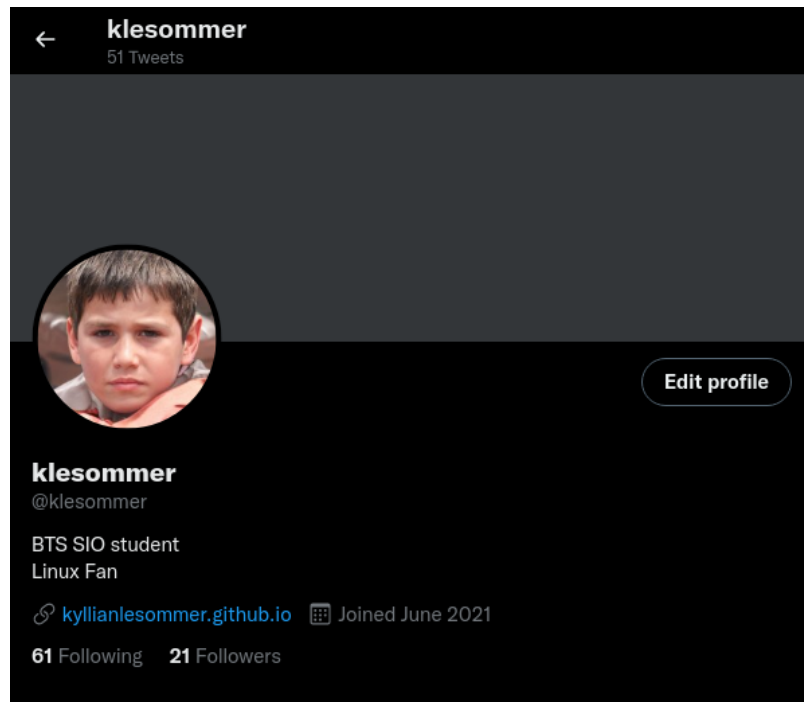 klesommer
51 Tweets
Edit profile
klesommer
@klesommer
BTS SIO student
Linux Fan
kyllianlesommer.github.io Joined June 2021
61 Following 21 Followers